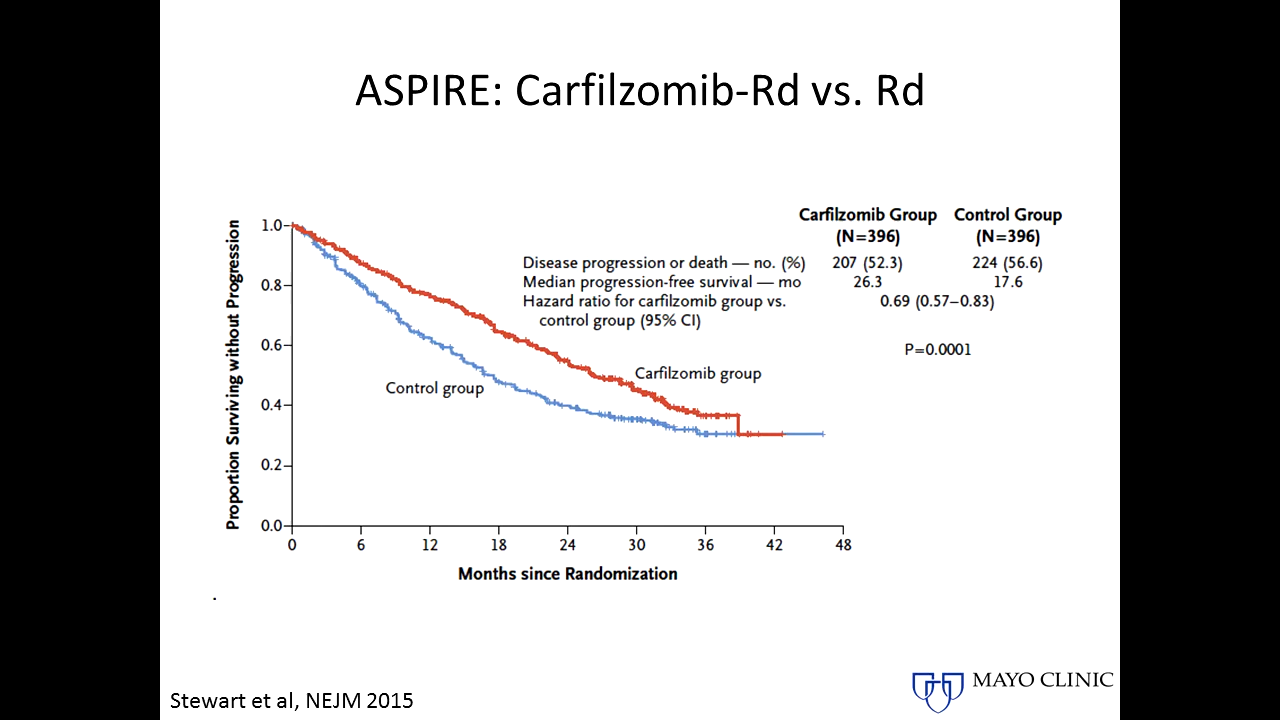 ASPIRE: Carfilzomib-Rd vs. Rd
Carfilzomib Group Control Group
(N=396) (N=396)
Disease progression or death — no. (%) 207 (52.3) 224 (56.6)
Median progression-free survival — mo 26.3 17.6
Hazard ratio for carfilzomib group vs. 0.69 (0.57–0.83)
control group (95% CI)
P=0.0001
Proportion Surviving without Progression
1.0
0.8
0.6
0.4
0.2
0.0
Carfilzomib group
Control group
0 6 12 18 24 30 36 42 48
Months since Randomization
.
Stewart et al, NEJM 2015
MAYO CLINIC